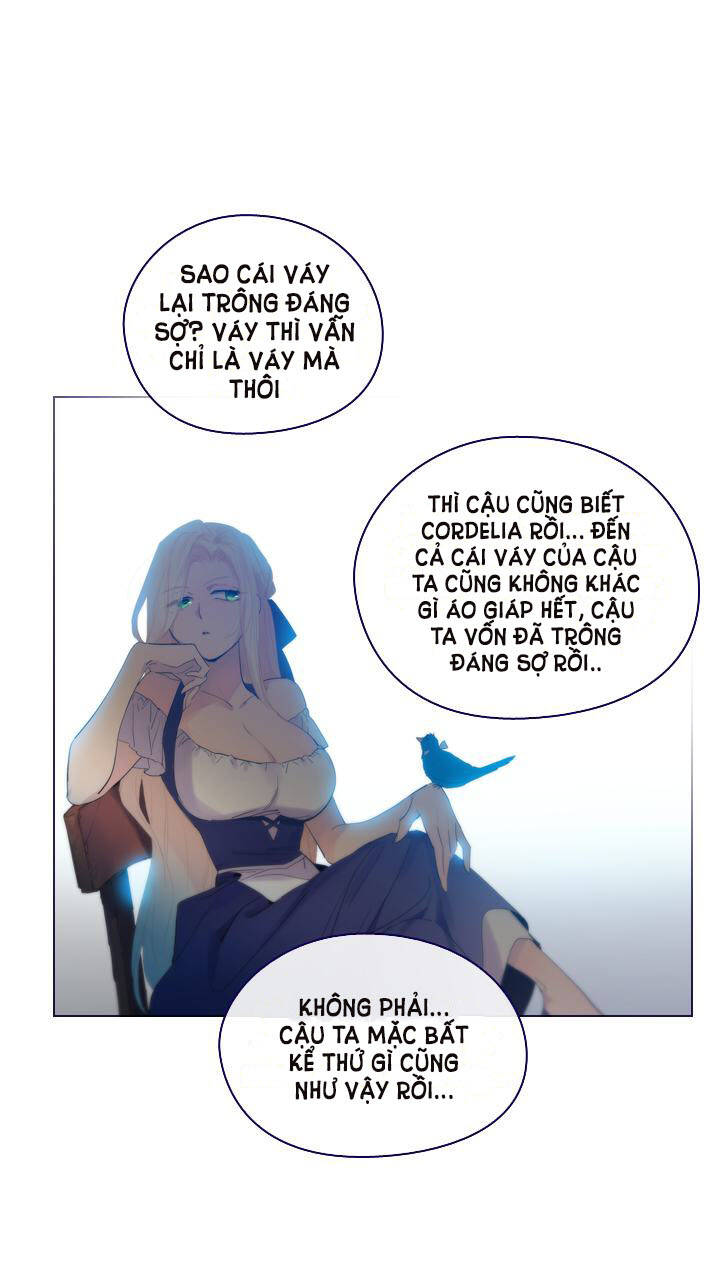 SAO CÁI VÁY
LẠI TRÔNG ĐÁNG
SỢ? VÁY THÌ VẪN
CHỈ LÀ VÁY MÀ
THÔI
THÌ CẬU CŨNG BIẾT
CORDELIA RỒI... ĐẾN
CẢ CÁI VÁY CỦA CẬU
TA CŨNG KHÔNG KHÁC
GÌ ÁO GIÁP HẾT, CẬU
TA VỐN ĐÃ TRÔNG
ĐÁNG SỢ RỒI..
KHÔNG PHẢI...
CẬU TA MẶC BẤT
KỂ THỨ GÌ CŨNG
NHƯ VẬY RỒI...